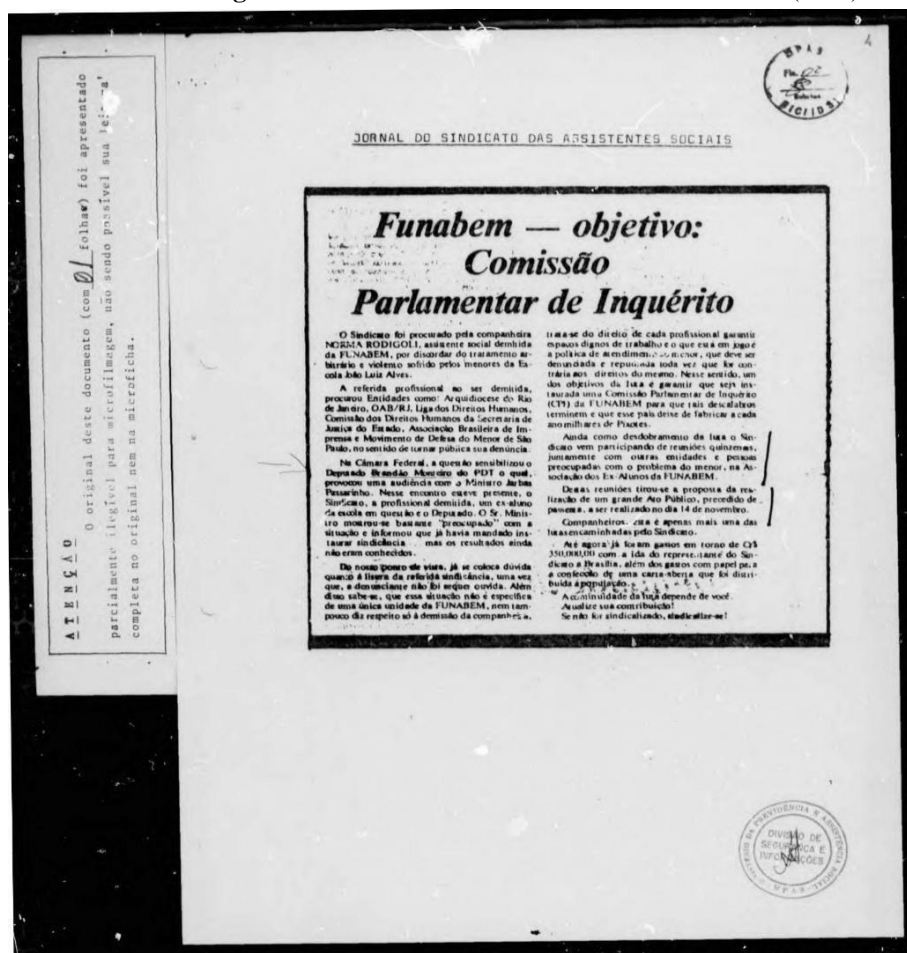 4
MPAS
Fls. 02
SICI/DSI
JORNAL DO SINDICATO DAS ASSISTENTES SOCIAIS
ATENÇÃO
O original deste documento (com 01 folhas) foi apresentado
parcialmente ilegível para microfilmagem, não sendo possível sua leitura'
completa no original nem na microficha.
Funabem — objetivo:
Comissão
Parlamentar de Inquérito
O Sindicato foi procurado pela companheira
NORMA RODIGOLI, assistente social demitida
da FUNABEM, por discordar do tratamento ar-
bitrário e violento sofrido pelos menores da Es-
cola João Luiz Alves.
A referida profissional ao ser demitida,
procurou Entidades como: Arquidiocese do Rio
de Janeiro, OAB/RJ, Liga dos Direitos Humanos,
Comissão dos Direitos Humanos da Secretaria de
Justiça do Estado, Associação Brasileira de Im-
prensa e Movimento de Defesa do Menor de São
Paulo, no sentido de tornar pública sua denúncia.
Na Câmara Federal, a questão sensibilizou o
Deputado Brandão Monteiro do PDT o qual,
provocou uma audiência com o Ministro Jarbas
Passarinho. Nesse encontro esteve presente, o
Sindicato, a profissional demitida, um ex-aluno
da escola em questão e o Deputado. O Sr. Minis-
tro mostrou-se bastante "preocupado" com a
situação e informou que já havia mandado ins-
taurar sindicância mas os resultados ainda
não eram conhecidos.
Do nosso ponto de vista, já se coloca dúvida
quanto à lisura da referida sindicância, uma vez
que, a denunciante não foi sequer ouvida. Além
disso sabe-se, que essa situação não é específica
de uma única unidade da FUNABEM, nem tam-
pouco diz respeito só à demissão da companheira,
trata-se do direito de cada profissional garantir
espaços dignos de trabalho e o que está em jogo é
a política de atendimento ao menor, que deve ser
denunciada e repudiada toda vez que for con-
trária aos direitos do mesmo. Nesse sentido, um
dos objetivos da luta é garantir que seja ins-
taurada uma Comissão Parlamentar de Inquérito
(CPI) da FUNABEM para que tais descalabros
terminem e que esse país deixe de fabricar a cada
ano milhares de Pixotes.
Ainda como desdobramento da luta o Sin-
dicato vem participando de reuniões quinzenais,
juntamente com outras entidades e pessoas
preocupadas com o problema do menor, na As-
sociação dos Ex-Alunos da FUNABEM.
Dessas reuniões tirou-se a proposta da rea-
lização de um grande Ato Público, precedido de
passeata, a ser realizado no dia 14 de novembro.
Companheiros, esta é apenas mais uma das
lutas encaminhadas pelo Sindicato.
Até agora já foram gastos em torno de Cr$
350.000,00 com a ida do representante do Sin-
dicato a Brasília, além dos gastos com papel para
a confecção de uma carta-aberta que foi distri-
buída à população.
A continuidade da luta depende de você.
Atualize sua contribuição!
Se não for sindicalizado, sindicalize-se!
MINISTÉRIO DA PREVIDÊNCIA E ASSISTÊNCIA SOCIAL
DIVISÃO DE
SEGURANÇA E
INFORMAÇÕES
M P A S